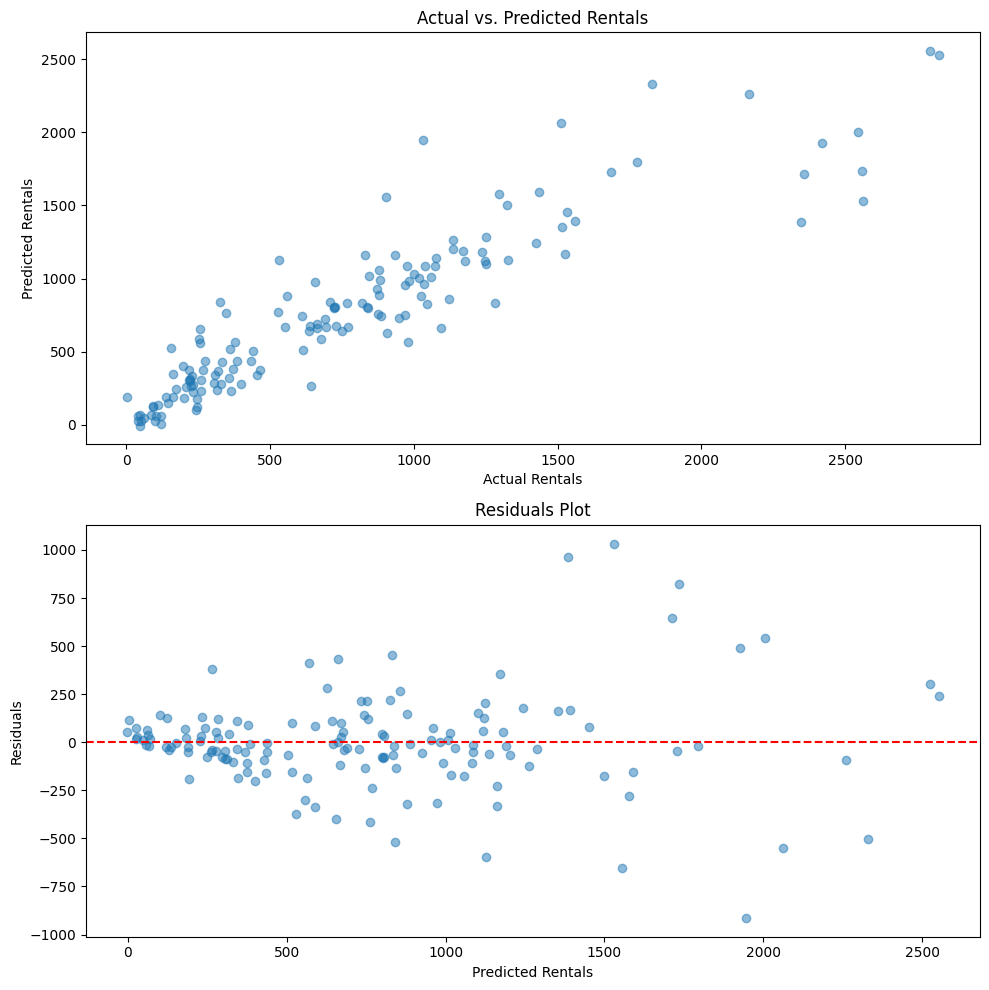 Actual vs. Predicted Rentals
2500
2000
1500
1000
500
0
Predicted Rentals
0 500 1000 1500 2000 2500
Actual Rentals
Residuals Plot
1000
750
500
250
0
−250
−500
−750
−1000
Residuals
0 500 1000 1500 2000 2500
Predicted Rentals